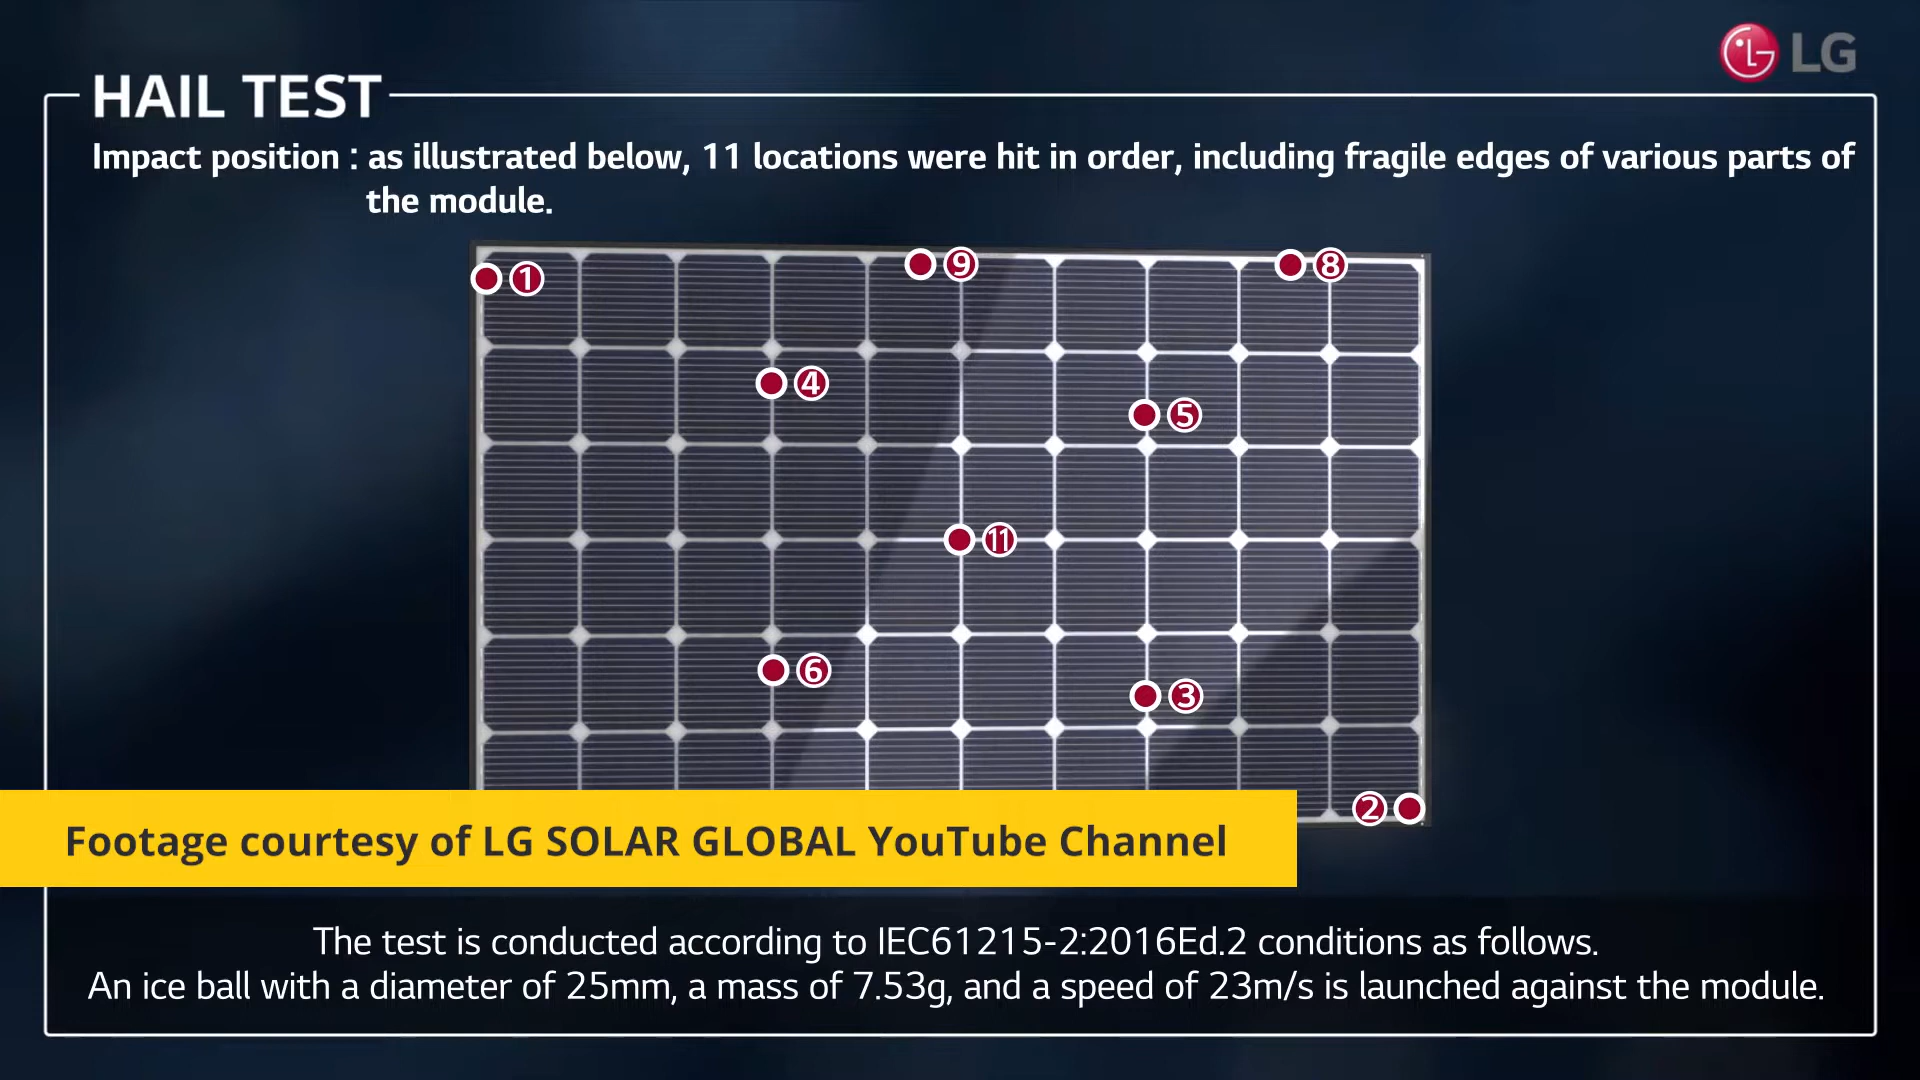 LG
HAIL TEST
Impact position : as illustrated below, 11 locations were hit in order, including fragile edges of various parts of
the module.
1
9
8
4
5
11
6
3
2
Footage courtesy of LG SOLAR GLOBAL YouTube Channel
The test is conducted according to IEC61215-2:2016Ed.2 conditions as follows.
An ice ball with a diameter of 25mm, a mass of 7.53g, and a speed of 23m/s is launched against the module.